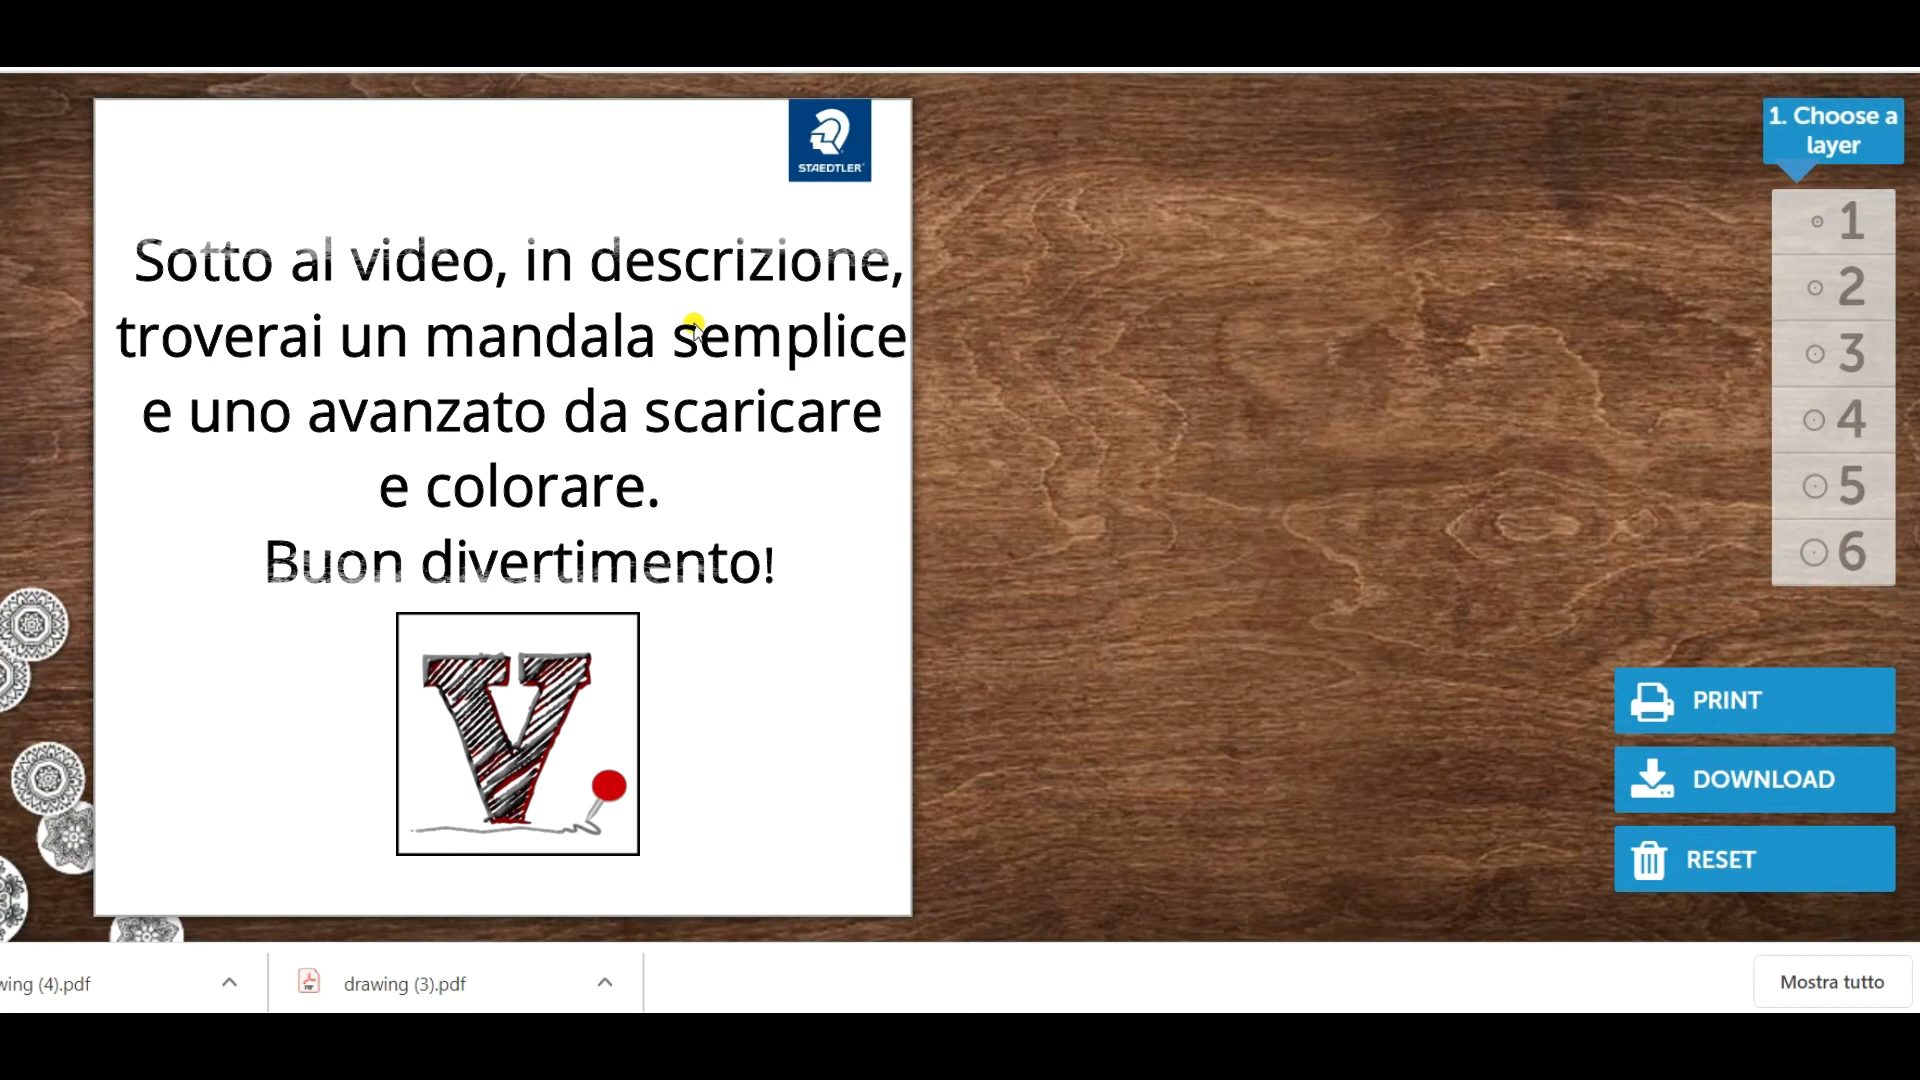 STAEDTLER
1. Choose a
layer
Sotto al video, in descrizione,
troverai un mandala semplice
e uno avanzato da scaricare
e colorare.
Buon divertimento!
V
1
2
3
4
5
6
PRINT
DOWNLOAD
RESET
wing (4).pdf
drawing (3).pdf
Mostra tutto